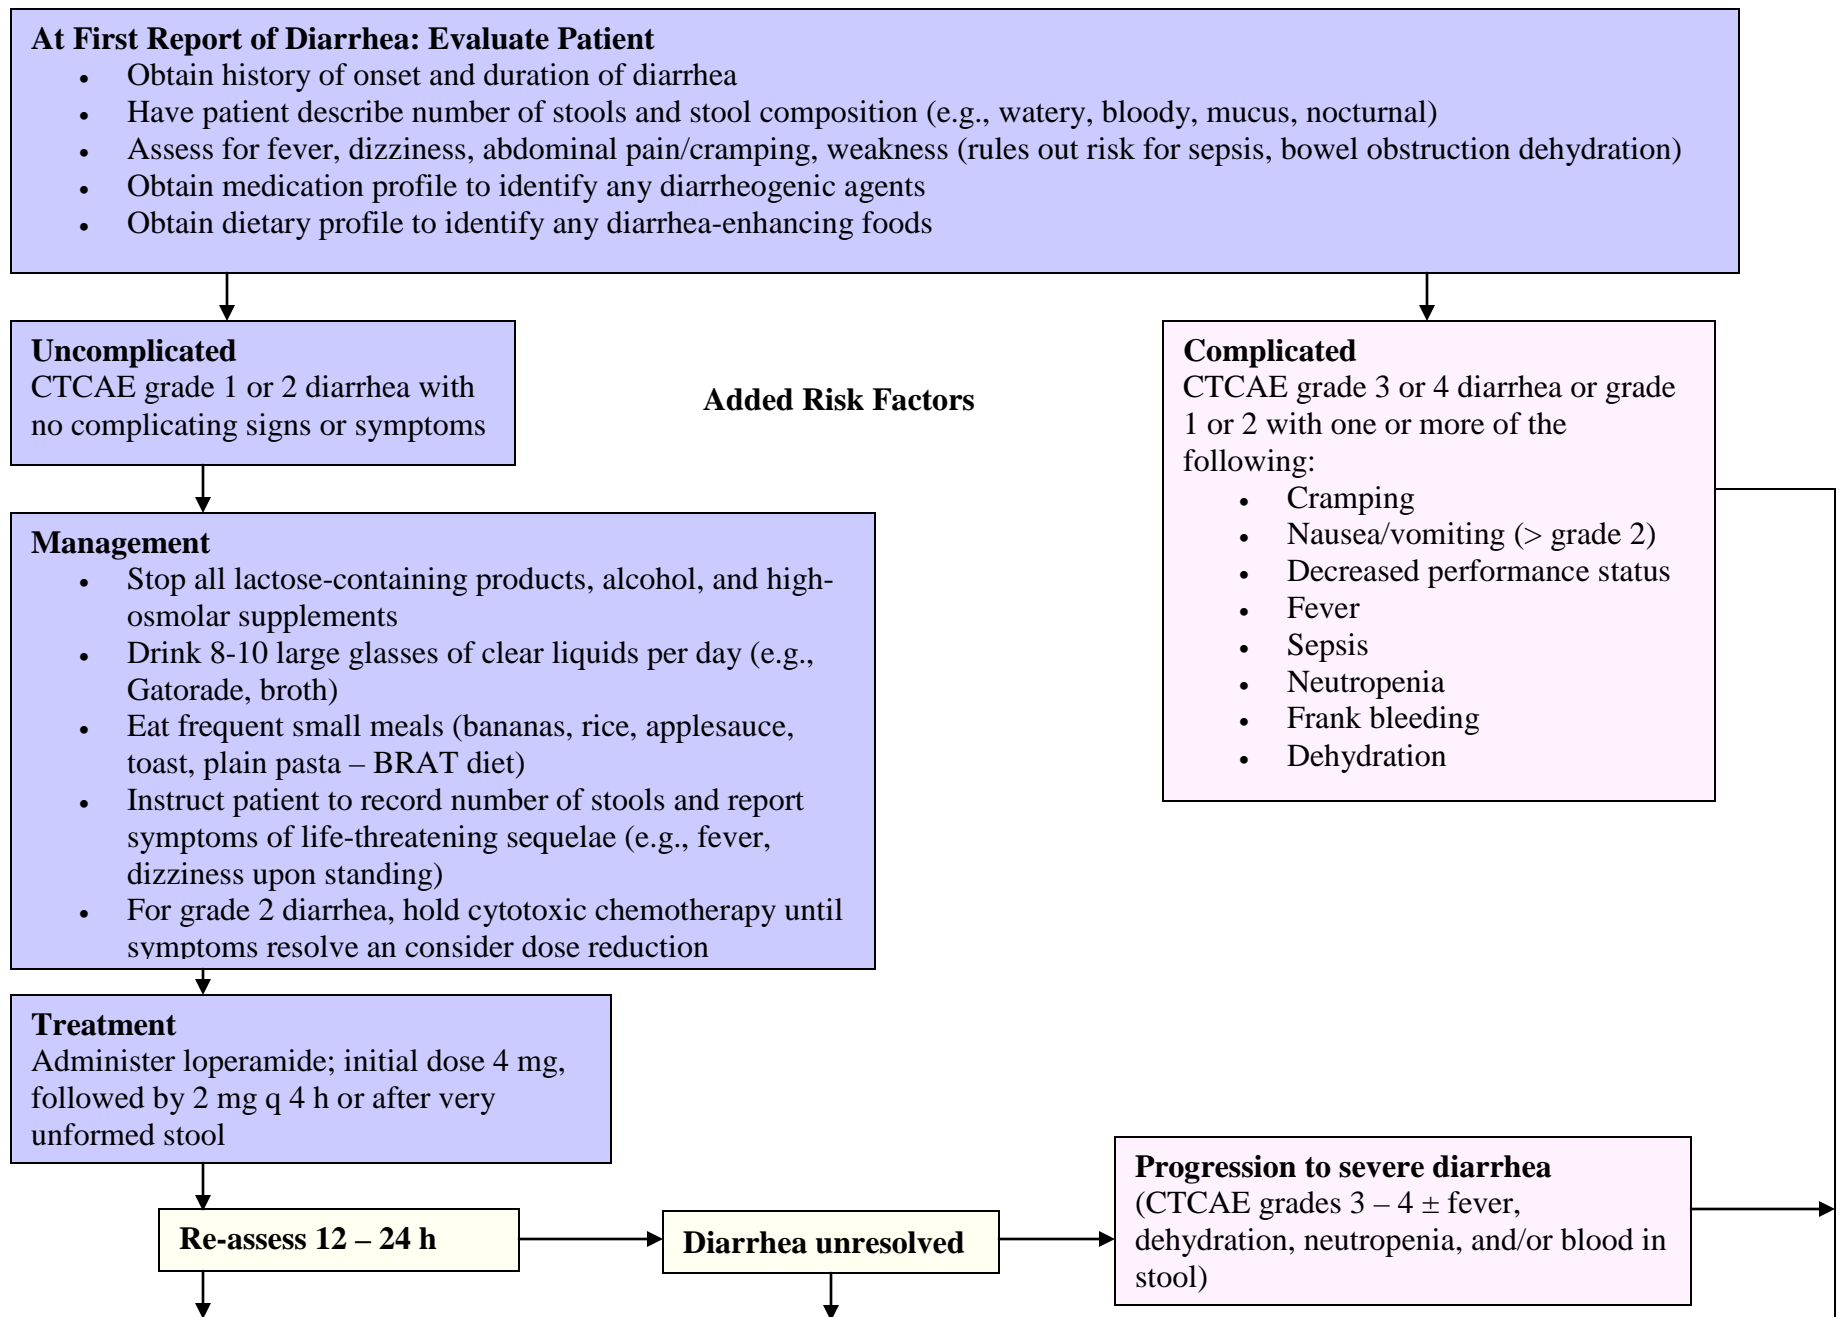 At First Report of Diarrhea: Evaluate Patient
• Obtain history of onset and duration of diarrhea
• Have patient describe number of stools and stool composition (e.g., watery, bloody, mucus, nocturnal)
• Assess for fever, dizziness, abdominal pain/cramping, weakness (rules out risk for sepsis, bowel obstruction dehydration)
• Obtain medication profile to identify any diarrheogenic agents
• Obtain dietary profile to identify any diarrhea-enhancing foods
Uncomplicated
CTCAE grade 1 or 2 diarrhea with
no complicating signs or symptoms
Added Risk Factors
Complicated
CTCAE grade 3 or 4 diarrhea or grade
1 or 2 with one or more of the
following:
• Cramping
• Nausea/vomiting (> grade 2)
• Decreased performance status
• Fever
• Sepsis
• Neutropenia
• Frank bleeding
• Dehydration
Management
• Stop all lactose-containing products, alcohol, and high-
osmolar supplements
• Drink 8-10 large glasses of clear liquids per day (e.g.,
Gatorade, broth)
• Eat frequent small meals (bananas, rice, applesauce,
toast, plain pasta – BRAT diet)
• Instruct patient to record number of stools and report
symptoms of life-threatening sequelae (e.g., fever,
dizziness upon standing)
• For grade 2 diarrhea, hold cytotoxic chemotherapy until
symptoms resolve an consider dose reduction
Treatment
Administer loperamide; initial dose 4 mg,
followed by 2 mg q 4 h or after very
unformed stool
Re-assess 12 – 24 h
Diarrhea unresolved
Progression to severe diarrhea
(CTCAE grades 3 – 4 ± fever,
dehydration, neutropenia, and/or blood in
stool)